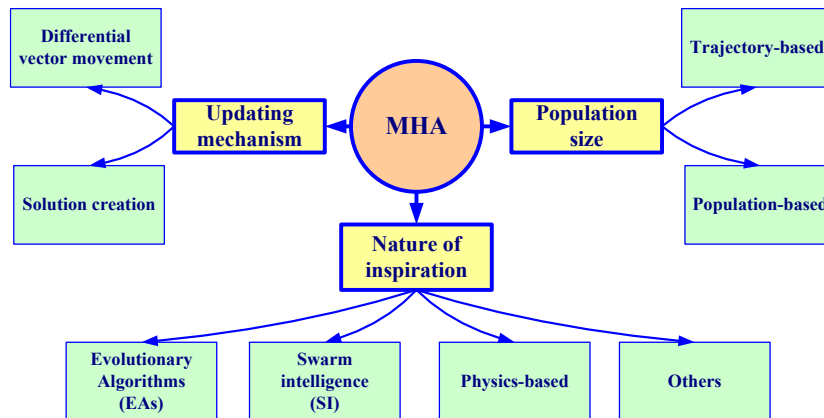 Differential
vector movement
Trajectory-based
Updating
mechanism
MHA
Population
size
Solution creation
Population-based
Nature of
inspiration
Evolutionary
Algorithms
(EAs)
Swarm
intelligence
(SI)
Physics-based
Others